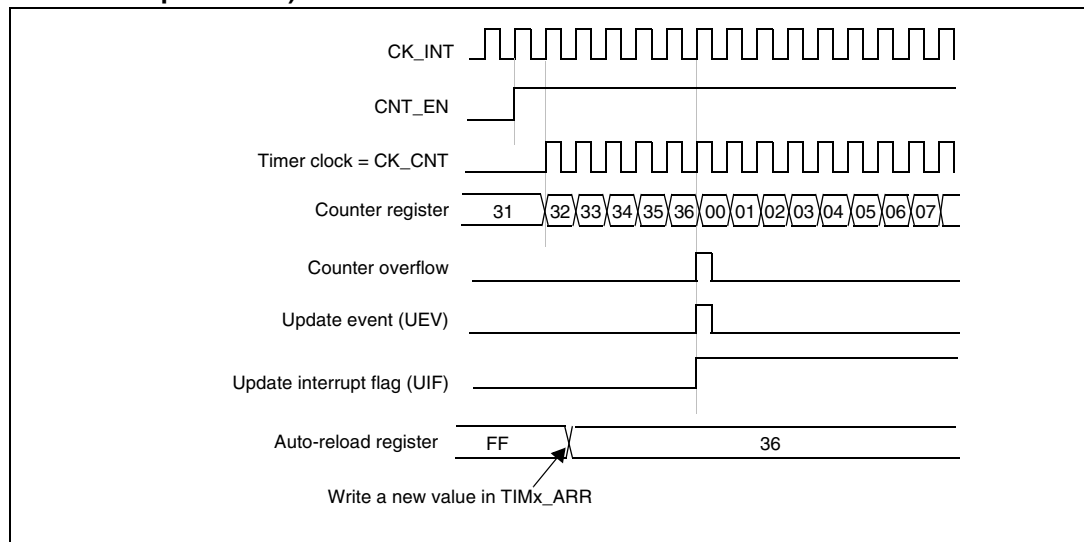 CK_INT
CNT_EN
Timer clock = CK_CNT
Counter register 31 32 33 34 35 36 00 01 02 03 04 05 06 07
Counter overflow
Update event (UEV)
Update interrupt flag (UIF)
Auto-reload register FF 36
Write a new value in TIMx_ARR